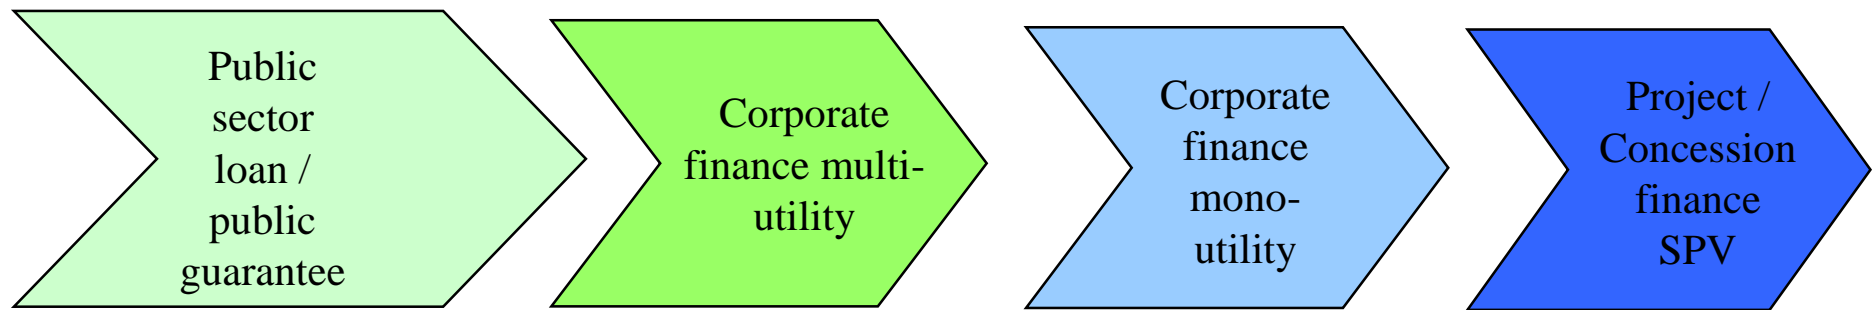 Public
sector
loan /
public
guarantee
Corporate
finance multi-
utility
Corporate
finance
mono-
utility
Project /
Concession
finance
SPV